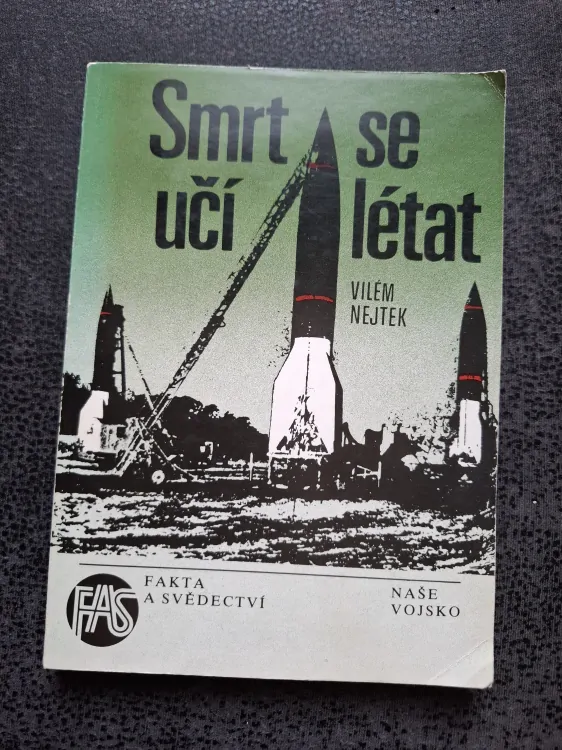 Smrt se
učí létat
VILÉM
NEJTEK
FAS
FAKTA
A SVĚDECTVÍ
NAŠE
VOJSKO